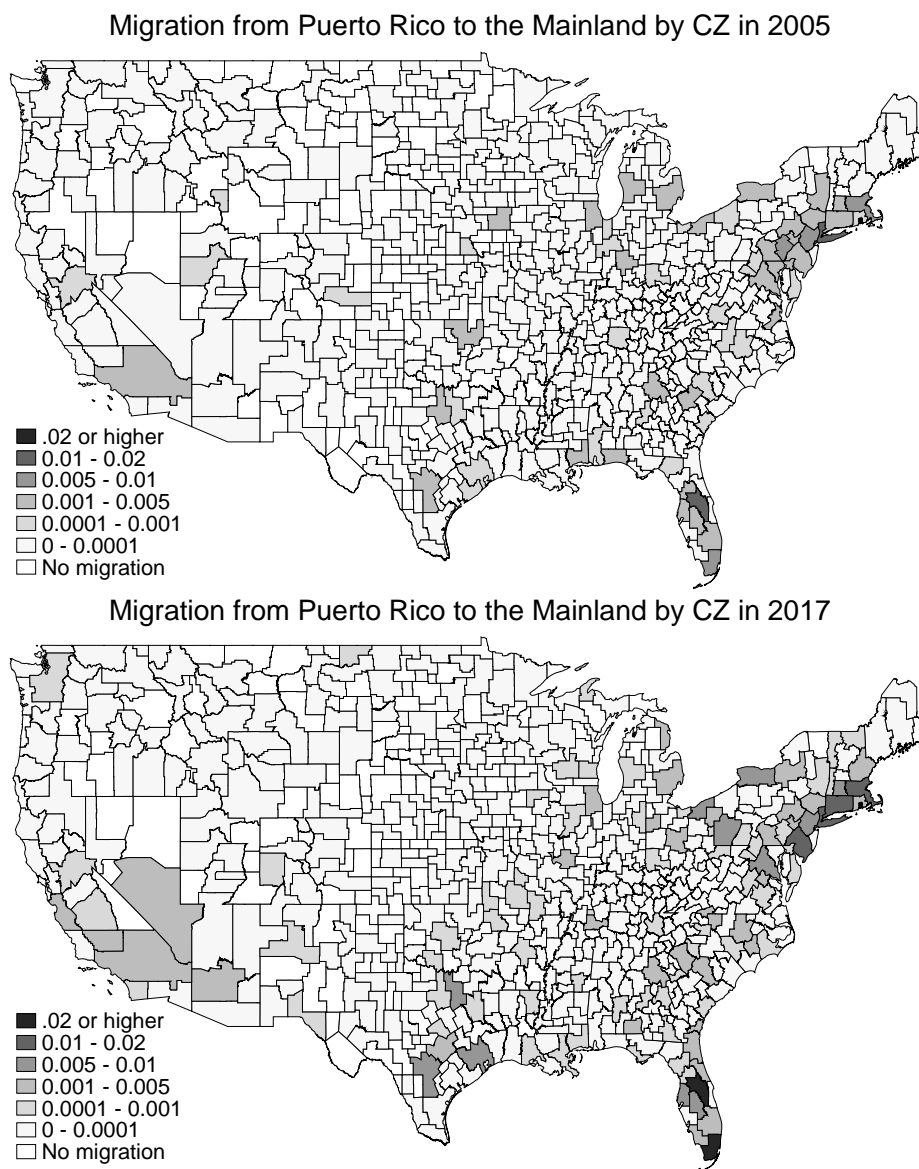 Migration from Puerto Rico to the Mainland by CZ in 2005
.02 or higher
0.01 - 0.02
0.005 - 0.01
0.001 - 0.005
0.0001 - 0.001
0 - 0.0001
No migration
Migration from Puerto Rico to the Mainland by CZ in 2017
.02 or higher
0.01 - 0.02
0.005 - 0.01
0.001 - 0.005
0.0001 - 0.001
0 - 0.0001
No migration